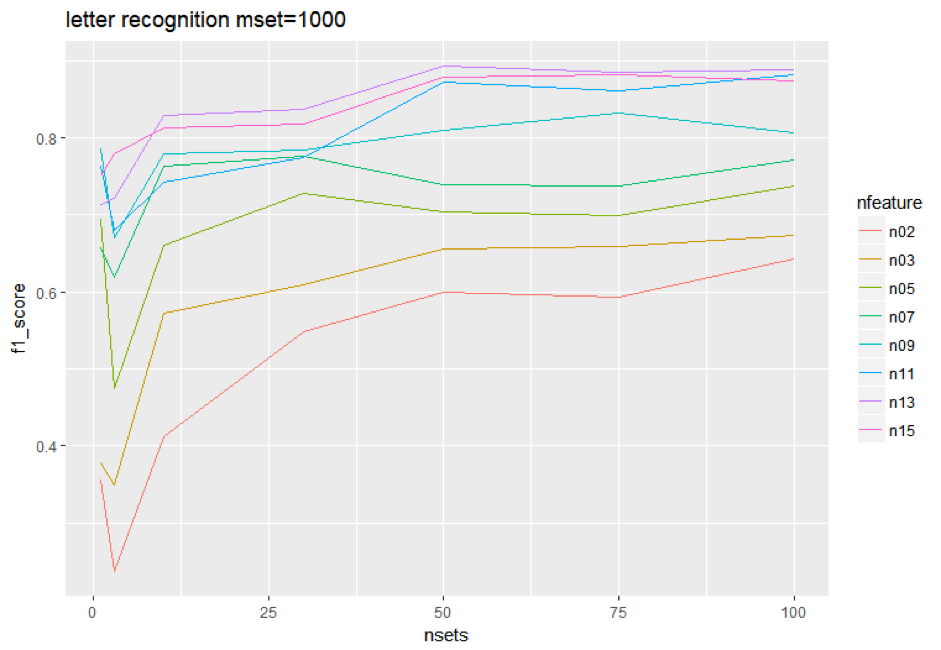 letter recognition mset=1000
f1_score
0.8
0.6
0.4
0
25
50
75
100
nsets
nfeature
n02
n03
n05
n07
n09
n11
n13
n15